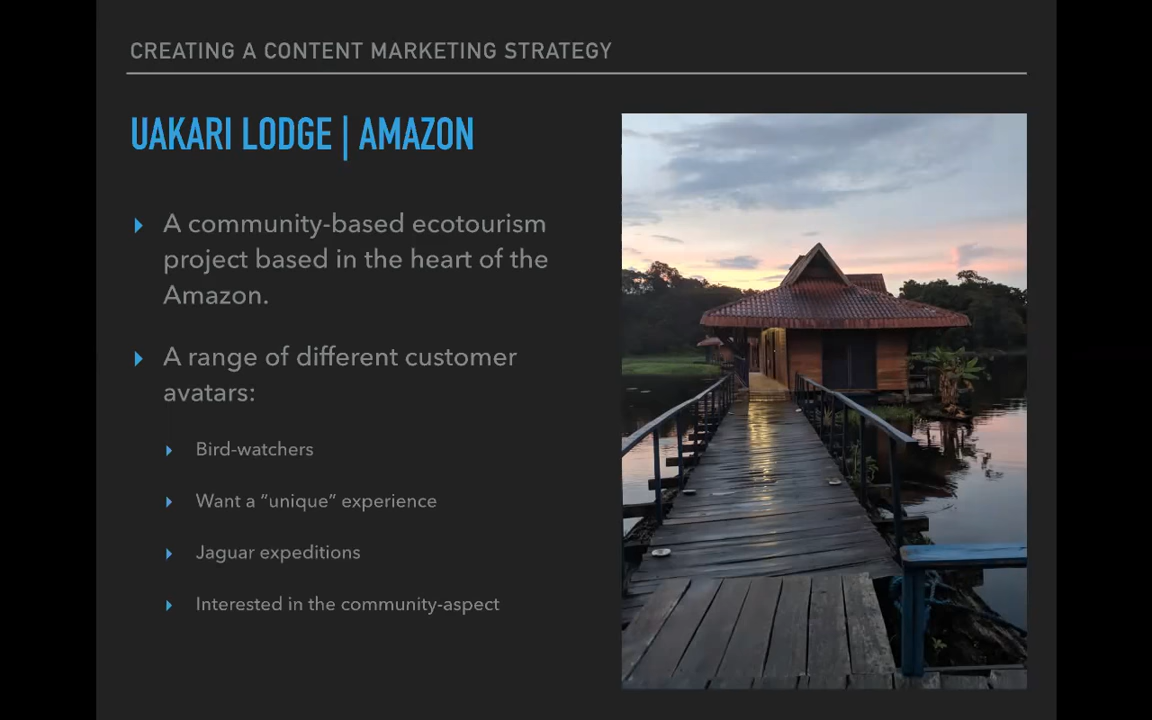 CREATING A CONTENT MARKETING STRATEGY
UAKARI LODGE | AMAZON
A community-based ecotourism
project based in the heart of the
Amazon.
A range of different customer
avatars:
Bird-watchers
Want a “unique” experience
Jaguar expeditions
Interested in the community-aspect